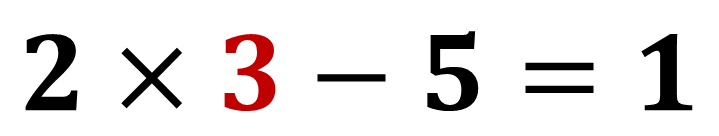 2 × 3 − 5 = 1